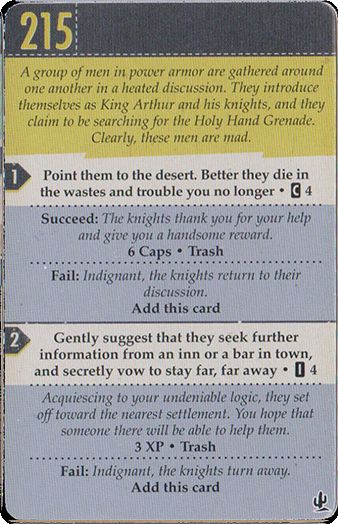 215
A group of men in power armor are gathered around
one another in a heated discussion. They introduce
themselves as King Arthur and his knights, and they
claim to be searching for the Holy Hand Grenade.
Clearly, these men are mad.
1
Point them to the desert. Better they die in
the wastes and trouble you no longer • C 4
Succeed: The knights thank you for your help
and give you a handsome reward.
6 Caps • Trash
Fail: Indignant, the knights return to their
discussion.
Add this card
2
Gently suggest that they seek further
information from an inn or a bar in town,
and secretly vow to stay far, far away • I 4
Acquiescing to your undeniable logic, they set
off toward the nearest settlement. You hope that
someone there will be able to help them.
3 XP • Trash
Fail: Indignant, the knights turn away.
Add this card